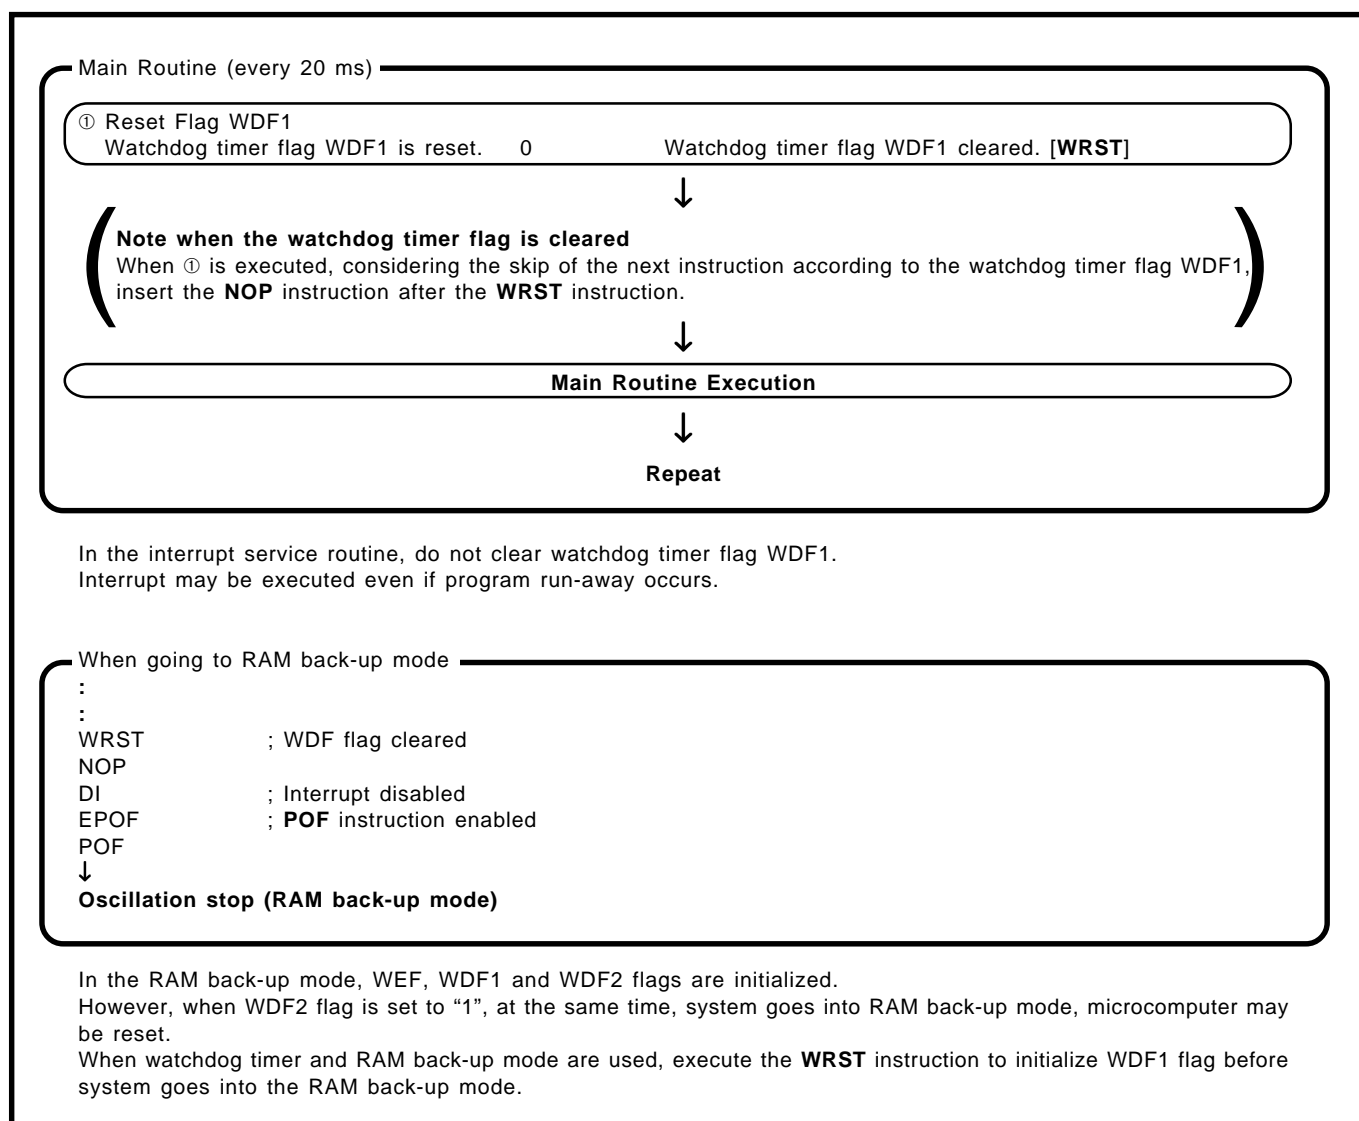 Main Routine (every 20 ms)
① Reset Flag WDF1
Watchdog timer flag WDF1 is reset. 0 Watchdog timer flag WDF1 cleared. [WRST]
↓
Note when the watchdog timer flag is cleared
When ① is executed, considering the skip of the next instruction according to the watchdog timer flag WDF1,
insert the NOP instruction after the WRST instruction.
↓
Main Routine Execution
↓
Repeat
In the interrupt service routine, do not clear watchdog timer flag WDF1.
Interrupt may be executed even if program run-away occurs.
When going to RAM back-up mode
:
:
WRST ; WDF flag cleared
NOP
DI ; Interrupt disabled
EPOF ; POF instruction enabled
POF
↓
Oscillation stop (RAM back-up mode)
In the RAM back-up mode, WEF, WDF1 and WDF2 flags are initialized.
However, when WDF2 flag is set to “1”, at the same time, system goes into RAM back-up mode, microcomputer may
be reset.
When watchdog timer and RAM back-up mode are used, execute the WRST instruction to initialize WDF1 flag before
system goes into the RAM back-up mode.